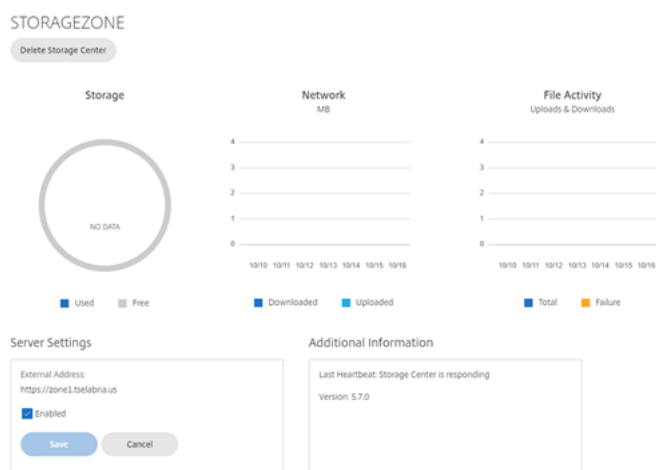 STORAGEZONE
Delete Storage Center
Storage
NO DATA
Used Free
Network
MB
4
3
2
1
0
10/10 10/11 10/12 10/13 10/14 10/15 10/16
Downloaded Uploaded
File Activity
Uploads & Downloads
4
3
2
1
0
10/10 10/11 10/12 10/13 10/14 10/15 10/16
Total Failure
Server Settings
External Address:
https://zone1.tselabna.us
Enabled
Save Cancel
Additional Information
Last Heartbeat: Storage Center is responding
Version: 5.7.0